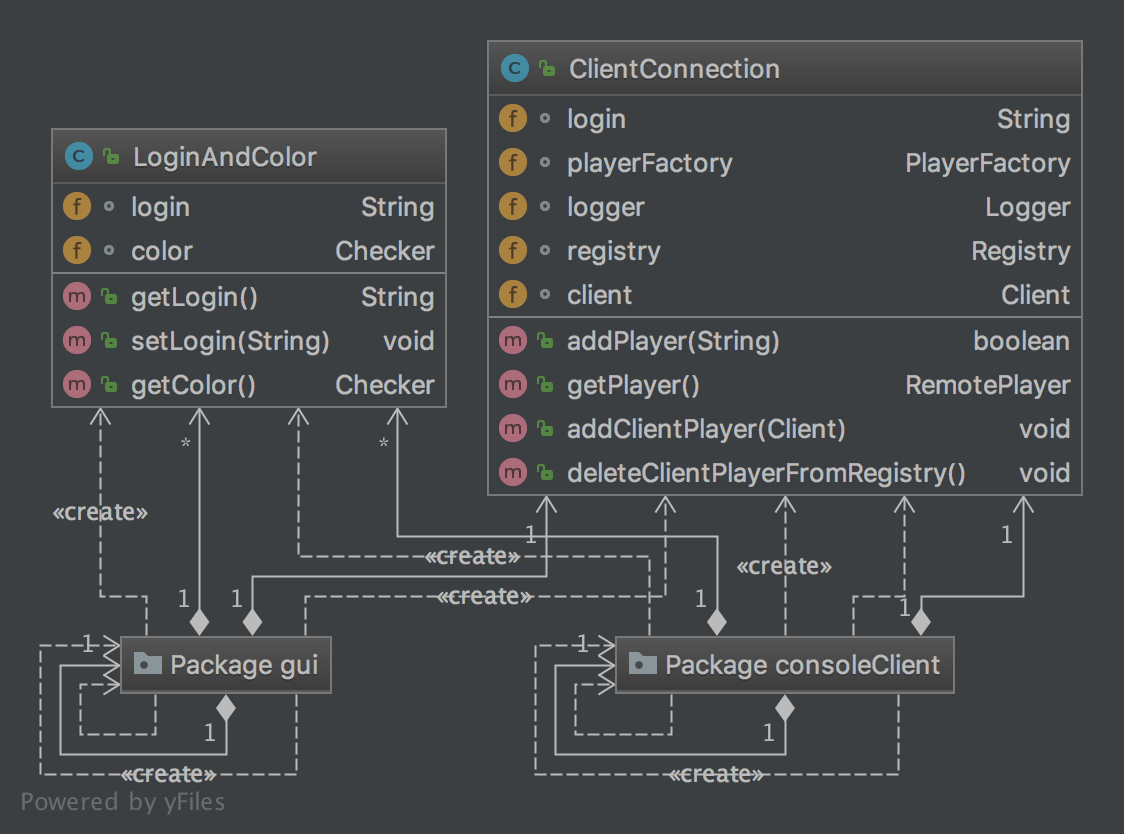 C ClientConnection
f login String
f playerFactory PlayerFactory
f logger Logger
f registry Registry
f client Client
m addPlayer(String) boolean
m getPlayer() RemotePlayer
m addClientPlayer(Client) void
m deleteClientPlayerFromRegistry() void
C LoginAndColor
f login String
f color Checker
m getLogin() String
m setLogin(String) void
m getColor() Checker
* *
«create»
1 1
«create»
«create»
1 1 «create» 1 1
1 Package gui
1 Package consoleClient
1 1
«create» «create»
Powered by yFiles